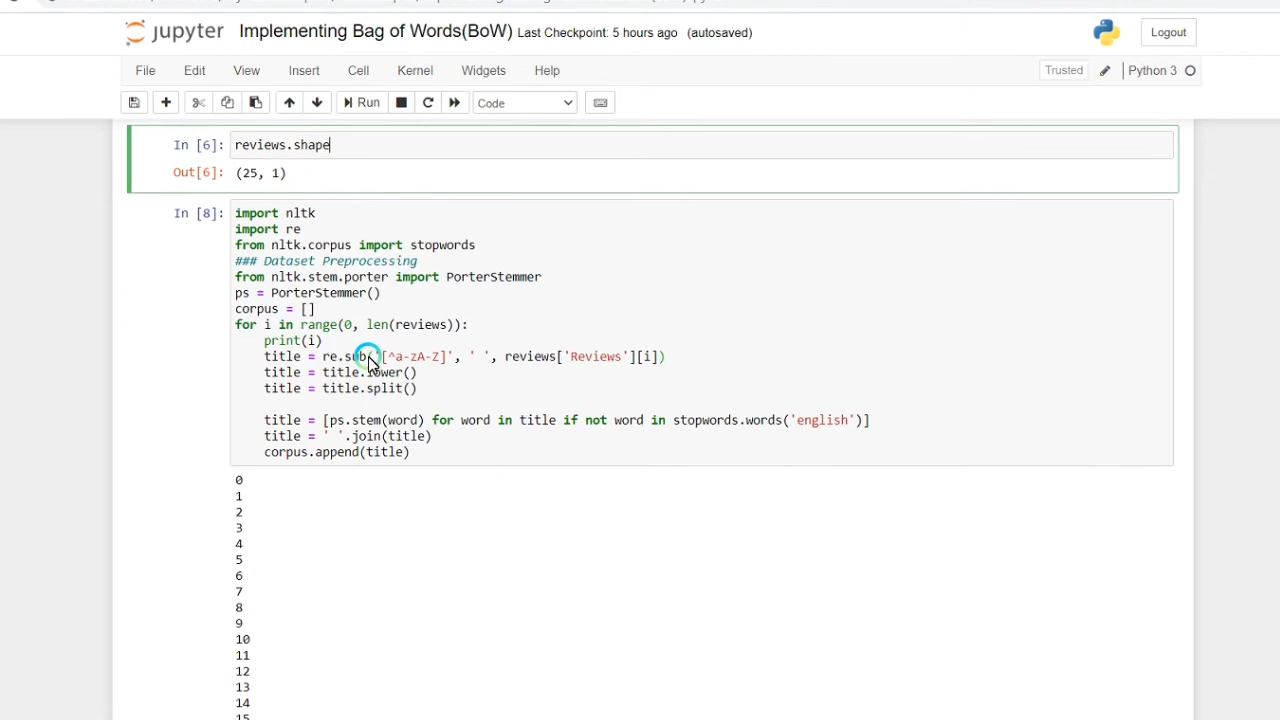 jupyter Implementing Bag of Words(BoW) Last Checkpoint: 5 hours ago (autosaved) Logout
File Edit View Insert Cell Kernel Widgets Help Trusted Python 3
Run Code
In [6]: reviews.shape
Out[6]: (25, 1)
In [8]: import nltk
import re
from nltk.corpus import stopwords
### Dataset Preprocessing
from nltk.stem.porter import PorterStemmer
ps = PorterStemmer()
corpus = []
for i in range(0, len(reviews)):
    print(i)
    title = re.sub('[^a-zA-Z]', ' ', reviews['Reviews'][i])
    title = title.lower()
    title = title.split()
    title = [ps.stem(word) for word in title if not word in stopwords.words('english')]
    title = ' '.join(title)
    corpus.append(title)
0
1
2
3
4
5
6
7
8
9
10
11
12
13
14
15